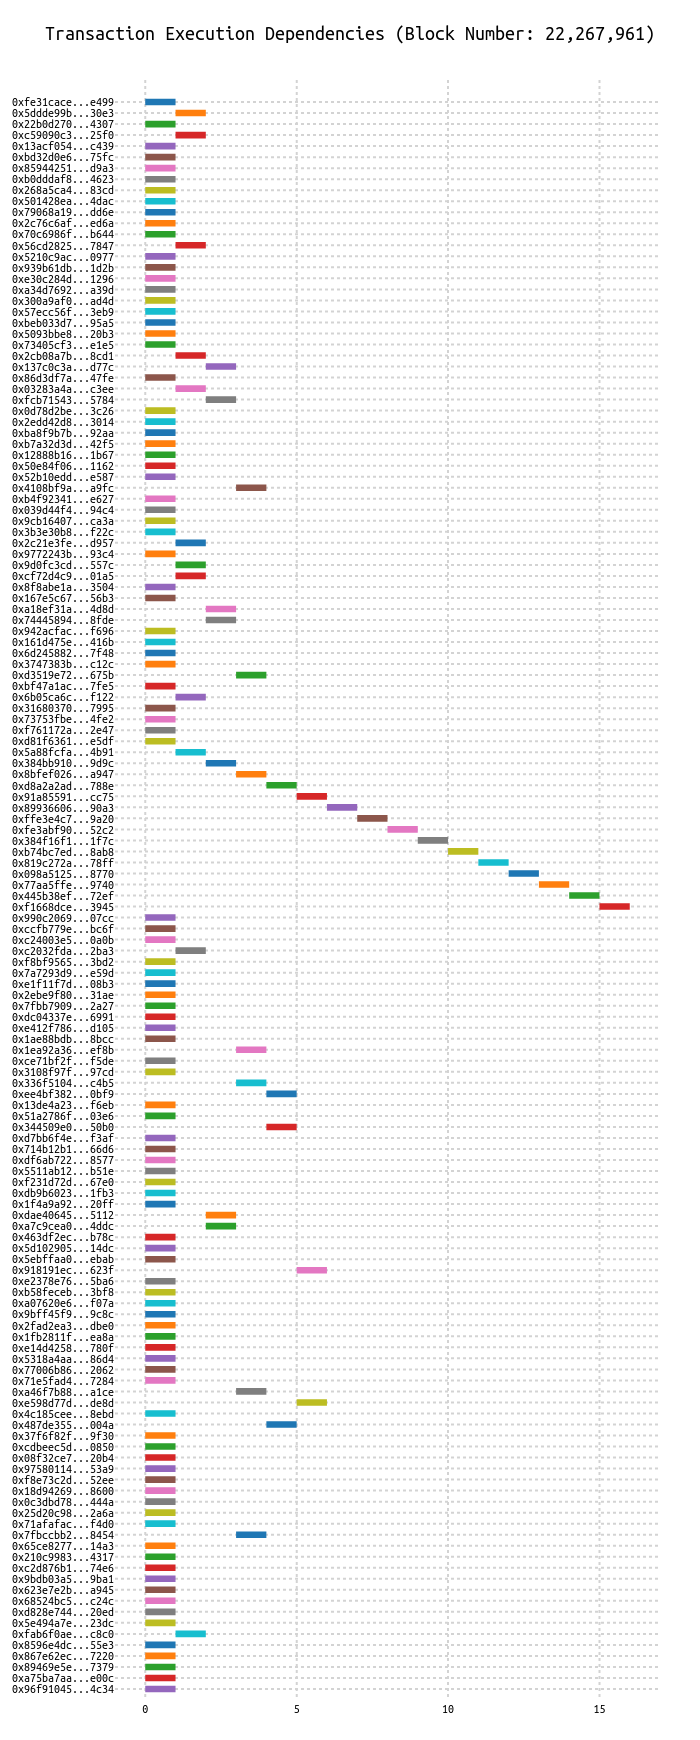 Transaction Execution Dependencies (Block Number: 22,267,961)
0xfe31cace...e499
0x5ddde99b...30e3
0x22b0d270...4307
0xc59090c3...25f0
0x13acf054...c439
0xbd32d0e6...75fc
0x85944251...d9a3
0xb0dddaf8...4623
0x268a5ca4...83cd
0x501428ea...4dac
0x79068a19...dd6e
0x2c76c6af...ed6a
0x70c6986f...b644
0x56cd2825...7847
0x5210c9ac...0977
0x939b61db...1d2b
0xe30c284d...1296
0xa34d7692...a39d
0x300a9af0...ad4d
0x57ecc56f...3eb9
0xbeb033d7...95a5
0x5093bbe8...20b3
0x73405cf3...e1e5
0x2cb08a7b...8cd1
0x137c0c3a...d77c
0x86d3df7a...47fe
0x03283a4a...c3ee
0xfcb71543...5784
0x0d78d2be...3c26
0x2edd42d8...3014
0xba8f9b7b...92aa
0xb7a32d3d...42f5
0x12888b16...1b67
0x50e84f06...1162
0x52b10edd...e587
0x4108bf9a...a9fc
0xb4f92341...e627
0x039d44f4...94c4
0x9cb16407...ca3a
0x3b3e30b8...f22c
0x2c21e3fe...d957
0x9772243b...93c4
0x9d0fc3cd...557c
0xcf72d4c9...01a5
0x8f8abe1a...3504
0x167e5c67...56b3
0xa18ef31a...4d8d
0x74445894...8fde
0x942acfac...f696
0x161d475e...416b
0x6d245882...7f48
0x3747383b...c12c
0xd3519e72...675b
0xbf47a1ac...7fe5
0x6b05ca6c...f122
0x31680370...7995
0x73753fbe...4fe2
0xf761172a...2e47
0xd81f6361...e5df
0x5a88fcfa...4b91
0x384bb910...9d9c
0x8bfef026...a947
0xd8a2a2ad...788e
0x91a85591...cc75
0x89936606...90a3
0xffe3e4c7...9a20
0xfe3abf90...52c2
0x384f16f1...1f7c
0xb74bc7ed...8ab8
0x819c272a...78ff
0x098a5125...8770
0x77aa5ffe...9740
0x445b38ef...72ef
0xf1668dce...3945
0x990c2069...07cc
0xccfb779e...bc6f
0xc24003e5...0a0b
0xc2032fda...2ba3
0xf8bf9565...3bd2
0x7a7293d9...e59d
0xe1f11f7d...08b3
0x2ebe9f80...31ae
0x7fbb7909...2a27
0xdc04337e...6991
0xe412f786...d105
0x1ae88bdb...8bcc
0x1ea92a36...ef8b
0xce71bf2f...f5de
0x3108f97f...97cd
0x336f5104...c4b5
0xee4bf382...0bf9
0x13de4a23...f6eb
0x51a2786f...03e6
0x344509e0...50b0
0xd7bb6f4e...f3af
0x714b12b1...66d6
0xdf6ab722...8577
0x5511ab12...b51e
0xf231d72d...67e0
0xdb9b6023...1fb3
0x1f4a9a92...20ff
0xdae40645...5112
0xa7c9cea0...4ddc
0x463df2ec...b78c
0x5d102905...14dc
0x5ebffaa0...ebab
0x918191ec...623f
0xe2378e76...5ba6
0xb58feceb...3bf8
0xa07620e6...f07a
0x9bff45f9...9c8c
0x2fad2ea3...dbe0
0x1fb2811f...ea8a
0xe14d4258...780f
0x5318a4aa...86d4
0x77006b86...2062
0x71e5fad4...7284
0xa46f7b88...a1ce
0xe598d77d...de8d
0x4c185cee...8ebd
0x487de355...004a
0x37f6f82f...9f30
0xcdbeec5d...0850
0x08f32ce7...20b4
0x97580114...53a9
0xf8e73c2d...52ee
0x18d94269...8600
0x0c3dbd78...444a
0x25d20c98...2a6a
0x71afafac...f4d0
0x7fbccbb2...8454
0x65ce8277...14a3
0x210c9983...4317
0xc2d876b1...74e6
0x9bdb03a5...9ba1
0x623e7e2b...a945
0x68524bc5...c24c
0xd828e744...20ed
0x5e494a7e...23dc
0xfab6f0ae...c8c0
0x8596e4dc...55e3
0x867e62ec...7220
0x89469e5e...7379
0xa75ba7aa...e00c
0x96f91045...4c34
0 5 10 15